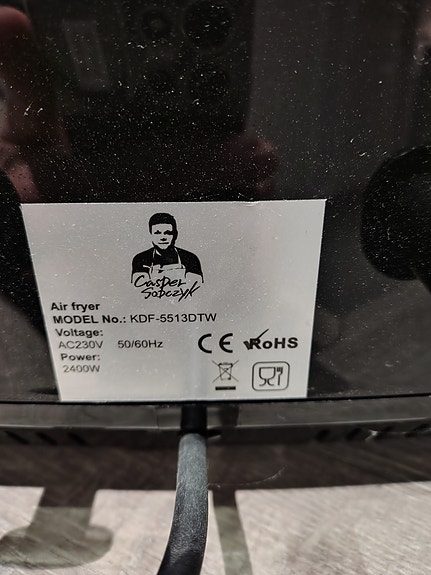 Casper
Sobczyk
Air fryer
MODEL No.: KDF-5513DTW
Voltage:
AC230V 50/60Hz
Power:
2400W
CE RoHS